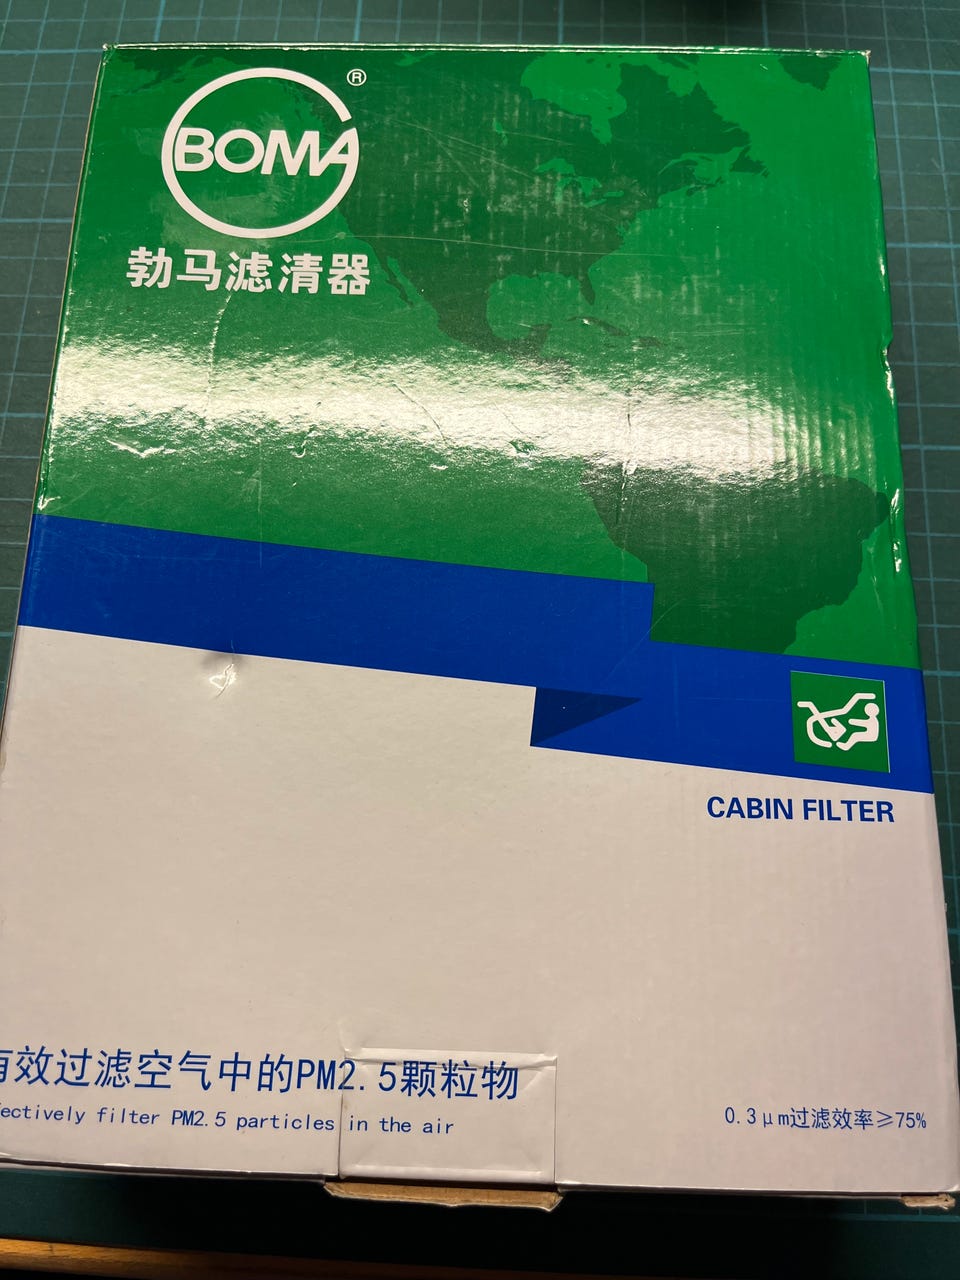 BOMA®
勃马滤清器
CABIN FILTER
有效过滤空气中的PM2.5颗粒物
filter PM2.5 particles in the air
0.3μm过滤效率≥75%